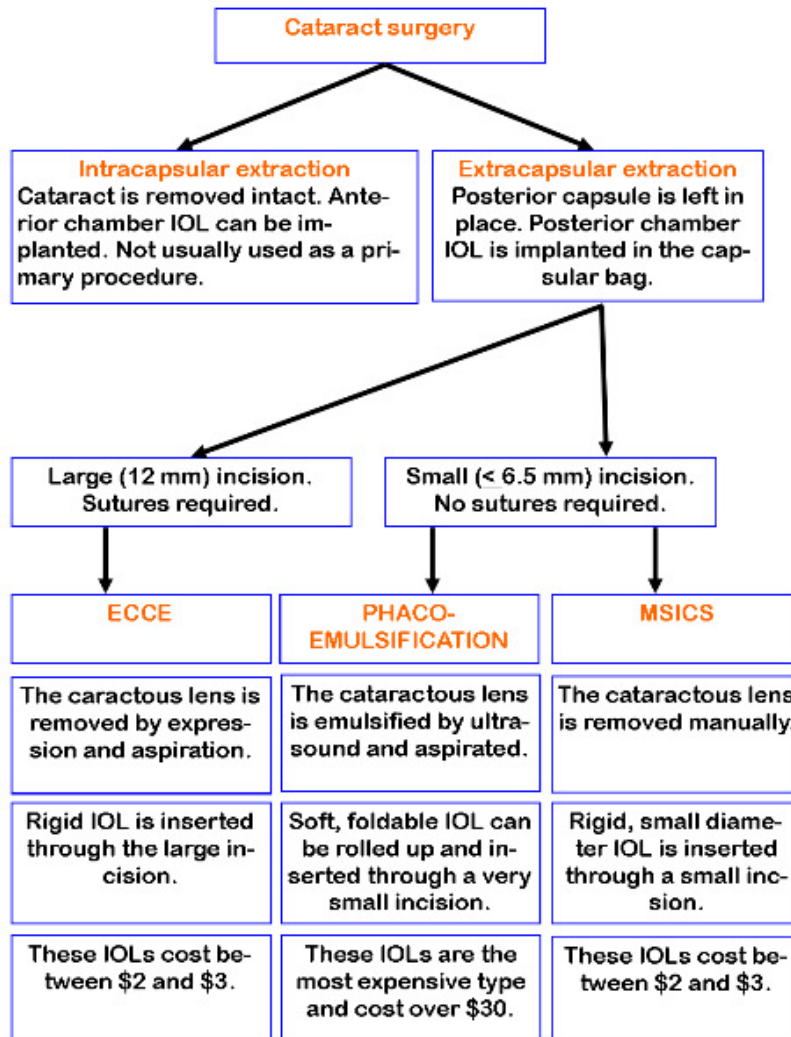 Cataract surgery
Intracapsular extraction
Cataract is removed intact. Ante-
rior chamber IOL can be im-
planted. Not usually used as a pri-
mary procedure.
Extracapsular extraction
Posterior capsule is left in
place. Posterior chamber
IOL is implanted in the cap-
sular bag.
Large (12 mm) incision.
Sutures required.
Small (< 6.5 mm) incision.
No sutures required.
ECCE
The caractous lens is
removed by expres-
sion and aspiration.
Rigid IOL is inserted
through the large in-
cision.
These IOLs cost be-
tween $2 and $3.
PHACO-
EMULSIFICATION
The cataractous lens
is emulsified by ultra-
sound and aspirated.
Soft, foldable IOL can
be rolled up and in-
serted through a very
small incision.
These IOLs are the
most expensive type
and cost over $30.
MSICS
The cataractous lens
is removed manually.
Rigid, small diame-
ter IOL is inserted
through a small inc-
sion.
These IOLs cost be-
tween $2 and $3.